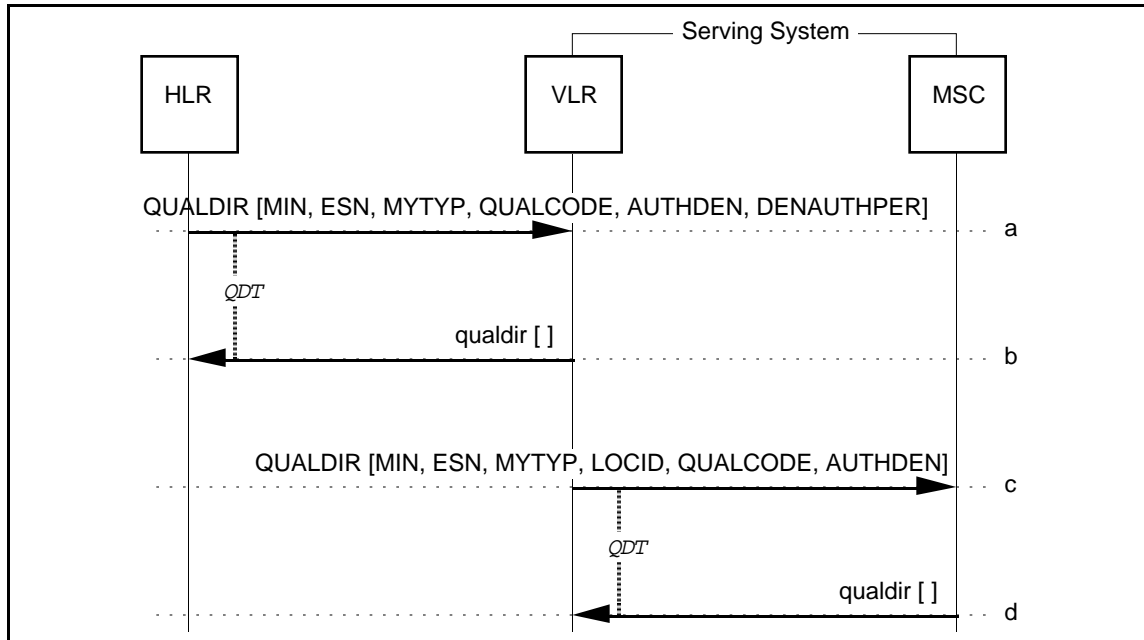 Serving System
HLR
VLR
MSC
QUALDIR [MIN, ESN, MYTYP, QUALCODE, AUTHDEN, DENAUTHPER]
a
QDT
qualdir [ ]
b
QUALDIR [MIN, ESN, MYTYP, LOCID, QUALCODE, AUTHDEN]
c
QDT
qualdir [ ]
d